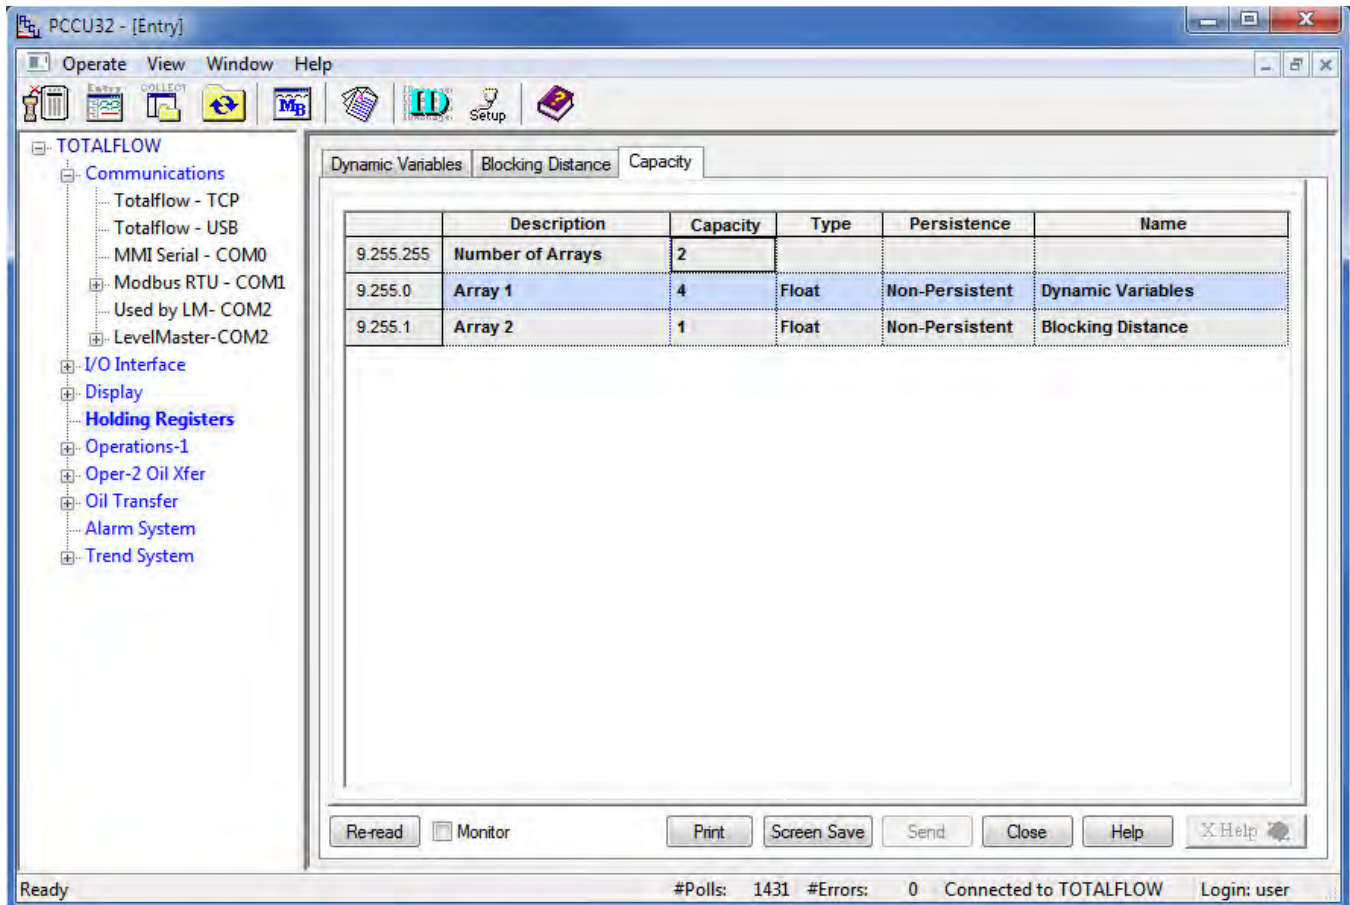 PCCU32 - [Entry]
Operate View Window Help
Entry COLLECT MB ID Setup
TOTALFLOW
Communications
Totalflow - TCP
Totalflow - USB
MMI Serial - COM0
Modbus RTU - COM1
Used by LM- COM2
LevelMaster-COM2
I/O Interface
Display
Holding Registers
Operations-1
Oper-2 Oil Xfer
Oil Transfer
Alarm System
Trend System
Dynamic Variables Blocking Distance Capacity
Description Capacity Type Persistence Name
9.255.255 Number of Arrays 2
9.255.0 Array 1 4 Float Non-Persistent Dynamic Variables
9.255.1 Array 2 1 Float Non-Persistent Blocking Distance
Re-read Monitor Print Screen Save Send Close Help X Help
Ready #Polls: 1431 #Errors: 0 Connected to TOTALFLOW Login: user